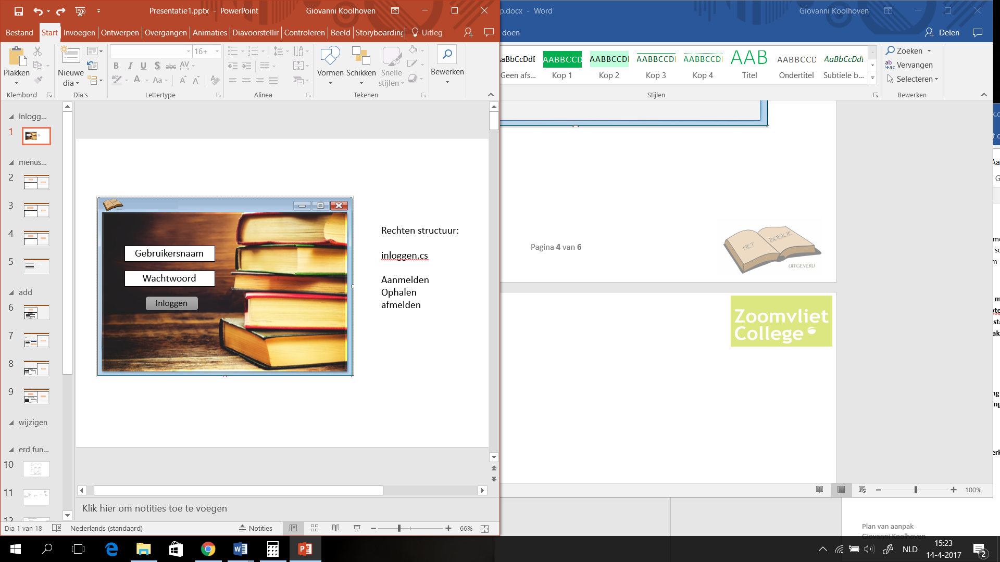 Presentatie1.pptx - PowerPoint
Giovanni Koolhoven
Bestand
Start
Invoegen
Ontwerpen
Overgangen
Animaties
Diavoorstellin
Controleren
Beeld
Storyboarding
Uitleg
Plakken
Klembord
Nieuwe
dia
Dia's
16+
B I U S abc AV
A Aa A A
Lettertype
Alinea
Vormen
Schikken
Snelle
stijlen
Tekenen
Bewerken
Inlogg...
1
menus...
2
3
4
5
add
6
7
8
9
wijzigen
erd fun...
10
11
12
Gebruikersnaam
Wachtwoord
Inloggen
Rechten structuur:
inloggen.cs
Aanmelden
Ophalen
afmelden
Klik hier om notities toe te voegen
Dia 1 van 18
Nederlands (standaard)
Notities
66%
p.docx - Word
Giovanni Koolhoven
doen
Delen
AaBbCcDdE
Geen afs...
AABBCCD
Kop 1
AABBCCDI
Kop 2
AABBCCDI
Kop 3
AABBCCDI
Kop 4
AAB
Titel
AABBCCD
Ondertitel
AaBbCcDdI
Subtiele b...
Stijlen
Zoeken
Vervangen
Selecteren
Bewerken
Pagina 4 van 6
HET BOEKJE
UITGEVERIJ
Zoomvliet
College
100%
Plan van aanpak
Giovanni Koolhoven
NLD
15:23
14-4-2017
2